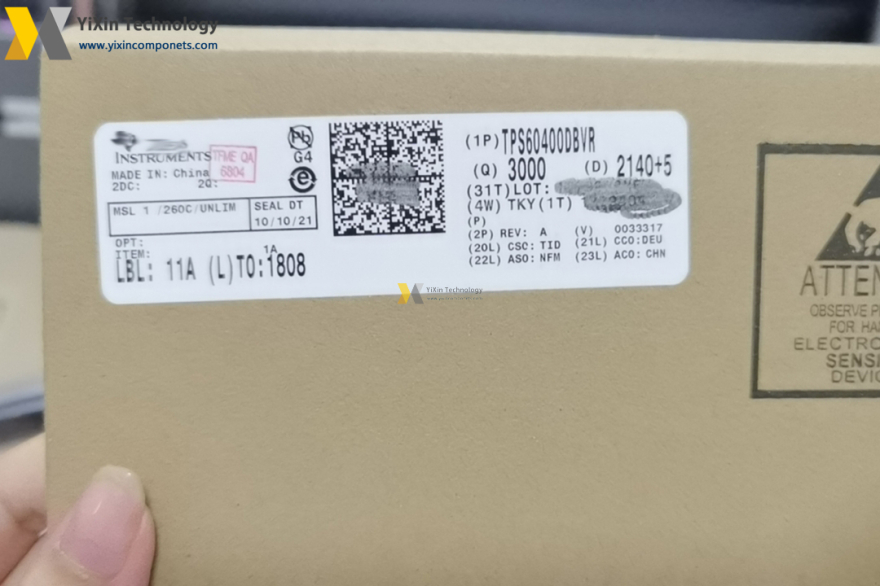 Yixin Technology
www.yixincomponets.com
INSTRUMENTS
TFME QA
6804
G4
MADE IN: China
2DC: 2Q:
MSL 1 /260C/UNLIM
SEAL DT
10/10/21
OPT:
ITEM:
1A
LBL: 11A (L)TO:1808
(1P)TPS60400DBVR
(Q) 3000 (D) 2140+5
(31T)LOT:
(4W) TKY(1T)
(P)
(2P) REV: A (V) 0033317
(20L) CSO: TID (21L) CCO:DEU
(22L) ASO: NFM (23L) ACO: CHN
YiXin Technology
ATTEN
OBSERVE P
FOR HA
ELECTRO
SENSI
DEVIC